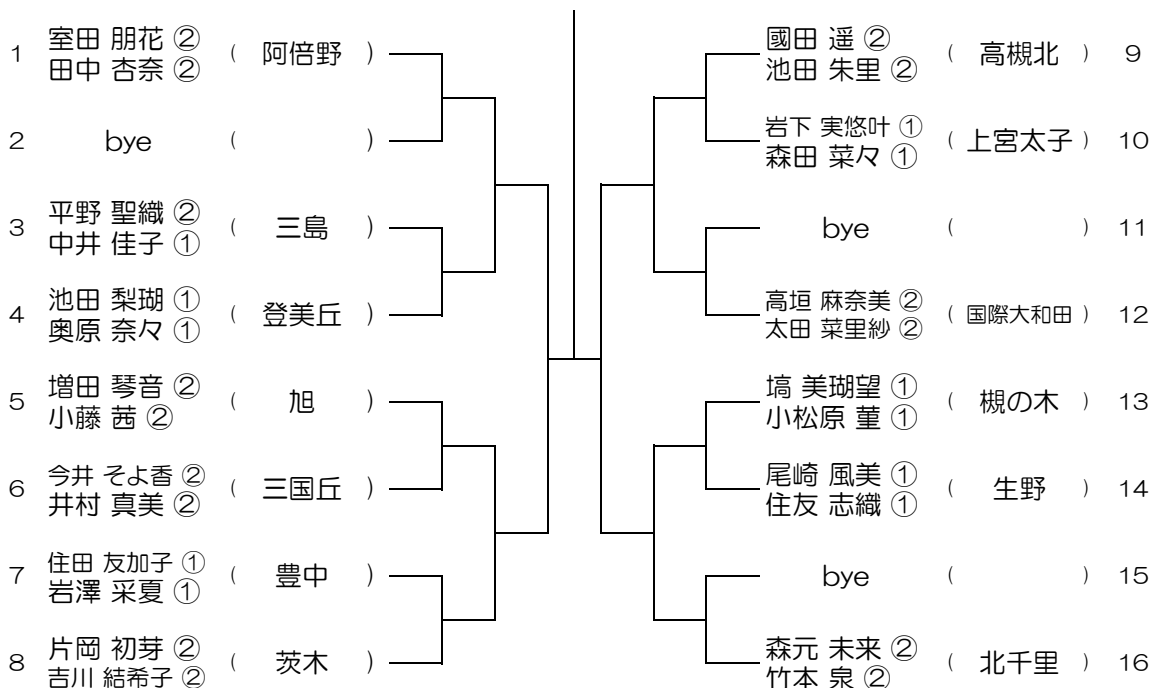 1 室田 朋花 ② ( 阿倍野 )
田中 杏奈 ②
2 bye ( )
3 平野 聖織 ② ( 三島 )
中井 佳子 ①
4 池田 梨瑚 ① ( 登美丘 )
奥原 奈々 ①
5 増田 琴音 ② ( 旭 )
小藤 茜 ②
6 今井 そよ香 ② ( 三国丘 )
井村 真美 ②
7 住田 友加子 ① ( 豊中 )
岩澤 采夏 ①
8 片岡 初芽 ② ( 茨木 )
吉川 結希子 ②
國田 遥 ② ( 高槻北 ) 9
池田 朱里 ②
岩下 実悠叶 ① ( 上宮太子 ) 10
森田 菜々 ①
bye ( ) 11
高垣 麻奈美 ② ( 国際大和田 ) 12
太田 菜里紗 ②
塙 美瑚望 ① ( 槻の木 ) 13
小松原 菫 ①
尾崎 風美 ① ( 生野 ) 14
住友 志織 ①
bye ( ) 15
森元 未来 ② ( 北千里 ) 16
竹本 泉 ②